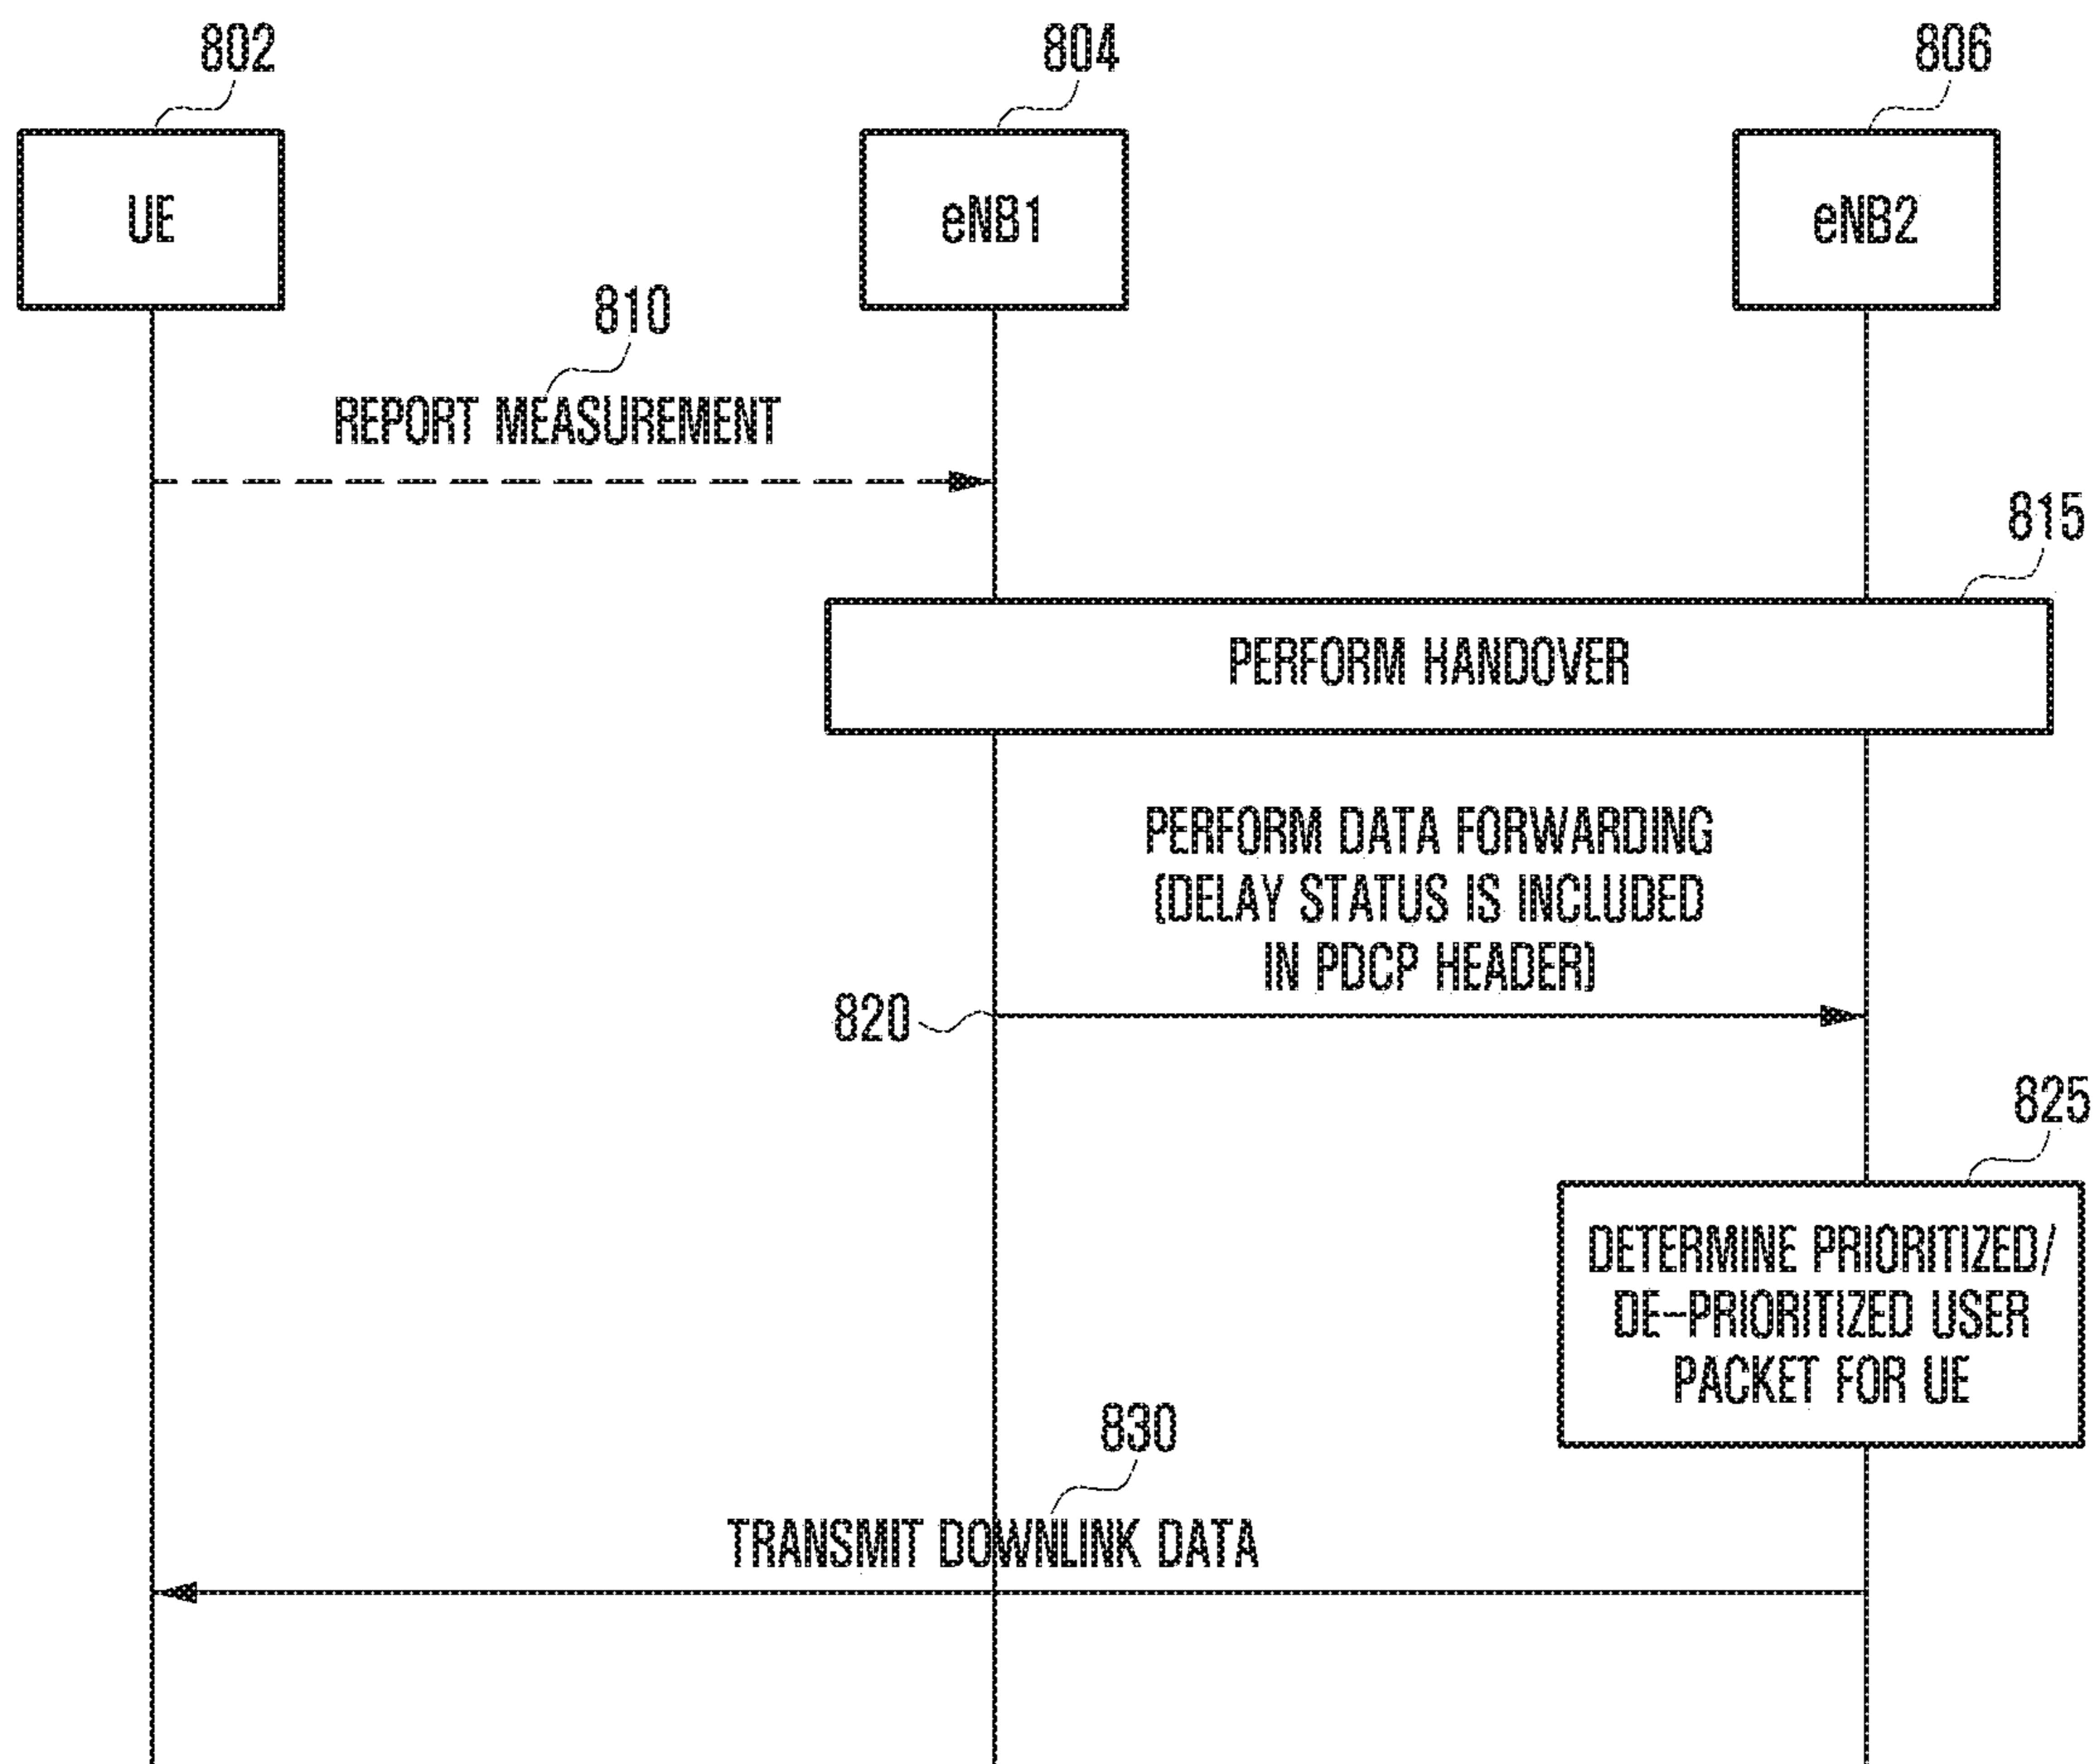 802
804
806
UE
eNB1
eNB2
810
REPORT MEASUREMENT
815
PERFORM HANDOVER
PERFORM DATA FORWARDING
(DELAY STATUS IS INCLUDED
IN PDCP HEADER)
820
825
DETERMINE PRIORITIZED/
DE-PRIORITIZED USER
PACKET FOR UE
830
TRANSMIT DOWNLINK DATA